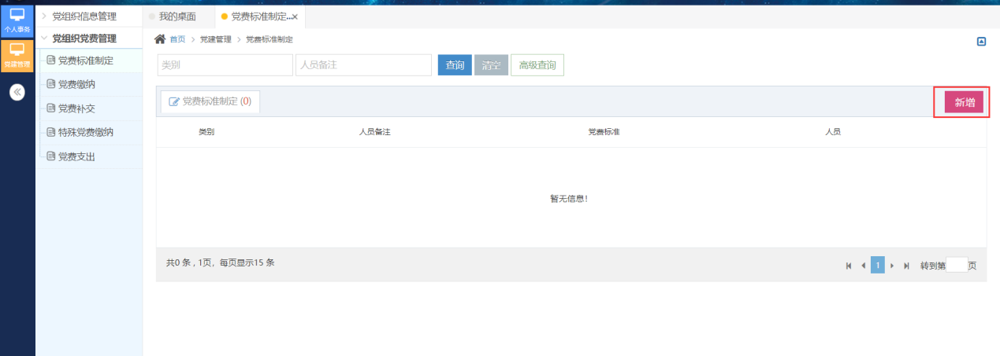 个人事务
党建管理
党组织信息管理
党组织党费管理
党费标准制定
党费缴纳
党费补交
特殊党费缴纳
党费支出
我的桌面
党费标准制定...×
首页 > 党建管理 > 党费标准制定
类别 人员备注 查询 清空 高级查询
党费标准制定 (0) 新增
类别 人员备注 党费标准 人员
暂无信息!
共0 条 , 1页,每页显示15 条 1 转到第 页